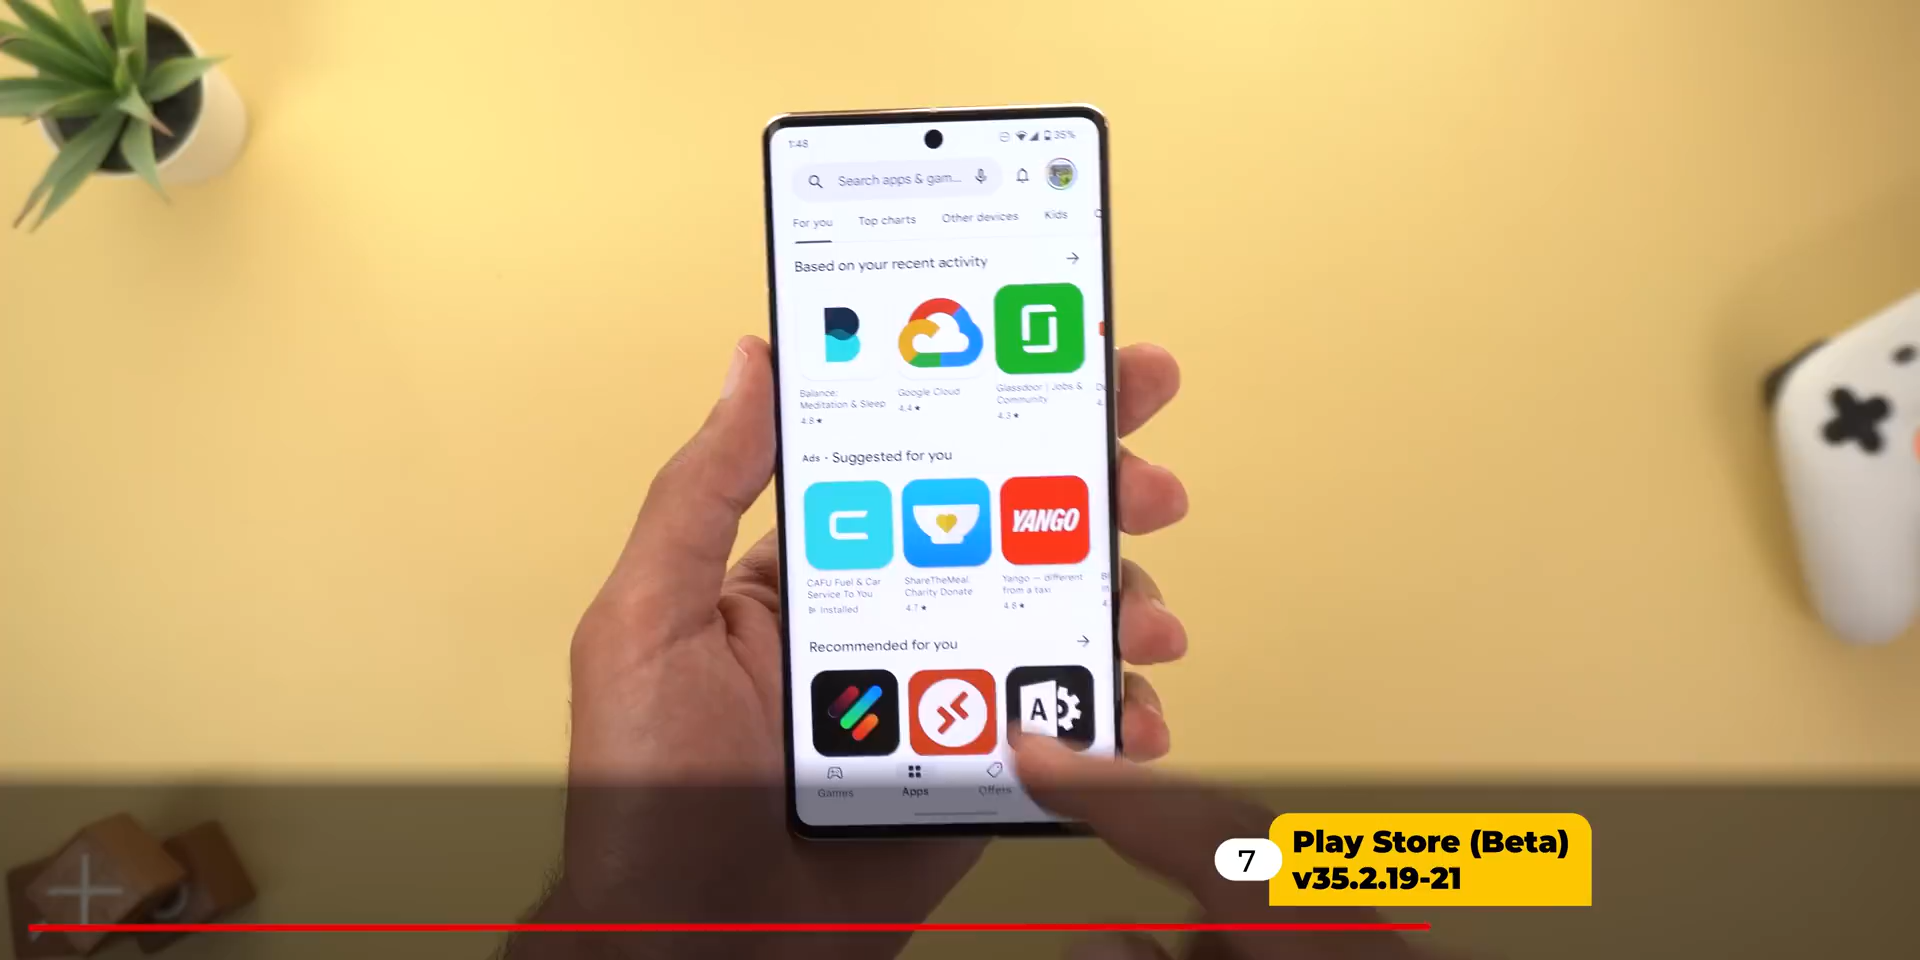 1:48
35%
Search apps & gam...
For you
Top charts
Other devices
Kids
Based on your recent activity
Balance:
Meditation & Sleep
4.8★
Google Cloud
4.4★
Glassdoor | Jobs &
Community
4.3★
Ads · Suggested for you
YANGO
CAFU Fuel & Car
Service To You
Installed
ShareTheMeal:
Charity Donate
4.7★
Yango — different
from a taxi
4.8★
Recommended for you
A
Games
Apps
Offers
7
Play Store (Beta)
v35.2.19-21